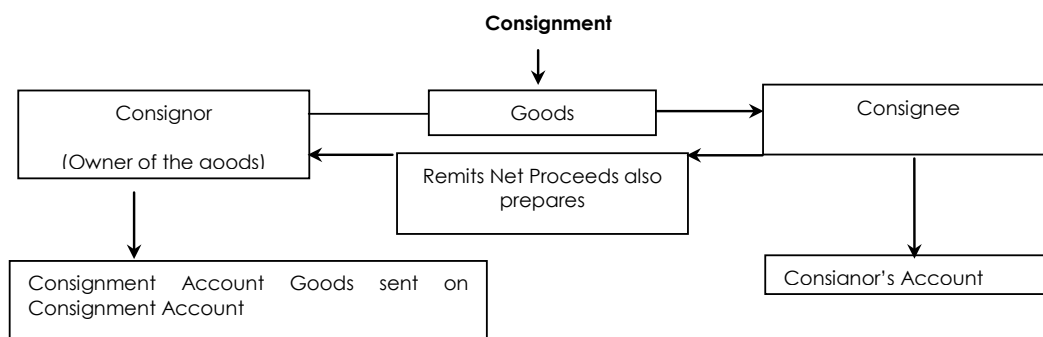 Consignment
Consignor
(Owner of the goods)
Goods
Consignee
Remits Net Proceeds also
prepares
Consignment Account Goods sent on
Consignment Account
Consianor's Account